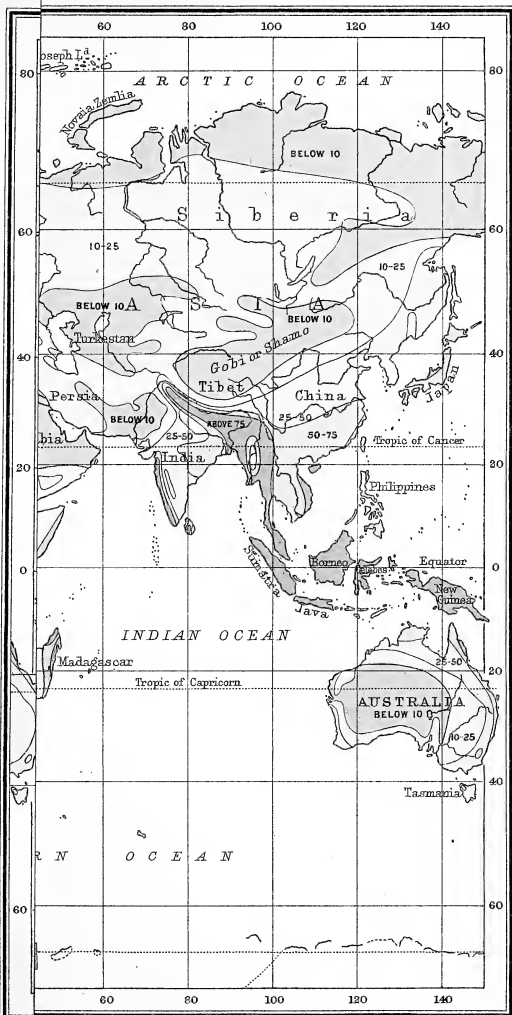 60 80 100 120 140
oseph Ld
80 80
ARCTIC OCEAN
Novaia Zemlia
BELOW 10
Siberia
60 60
10-25
10-25
BELOW 10
ASIA
BELOW 10
Turkestan
Gobi or Shamo
40 40
Tibet
Japan
Persia
China
BELOW 10
ABOVE 75
25-50
50-75
25-50
bia
Tropic of Cancer
India
20 20
Philippines
Borneo
Celebes
Equator
0 0
Sumatra
New
Guinea
Java
INDIAN OCEAN
Madagascar
25-50
20
Tropic of Capricorn
AUSTRALIA
BELOW 10
10-25
40
Tasmania
RN OCEAN
60 60
60 80 100 120 140